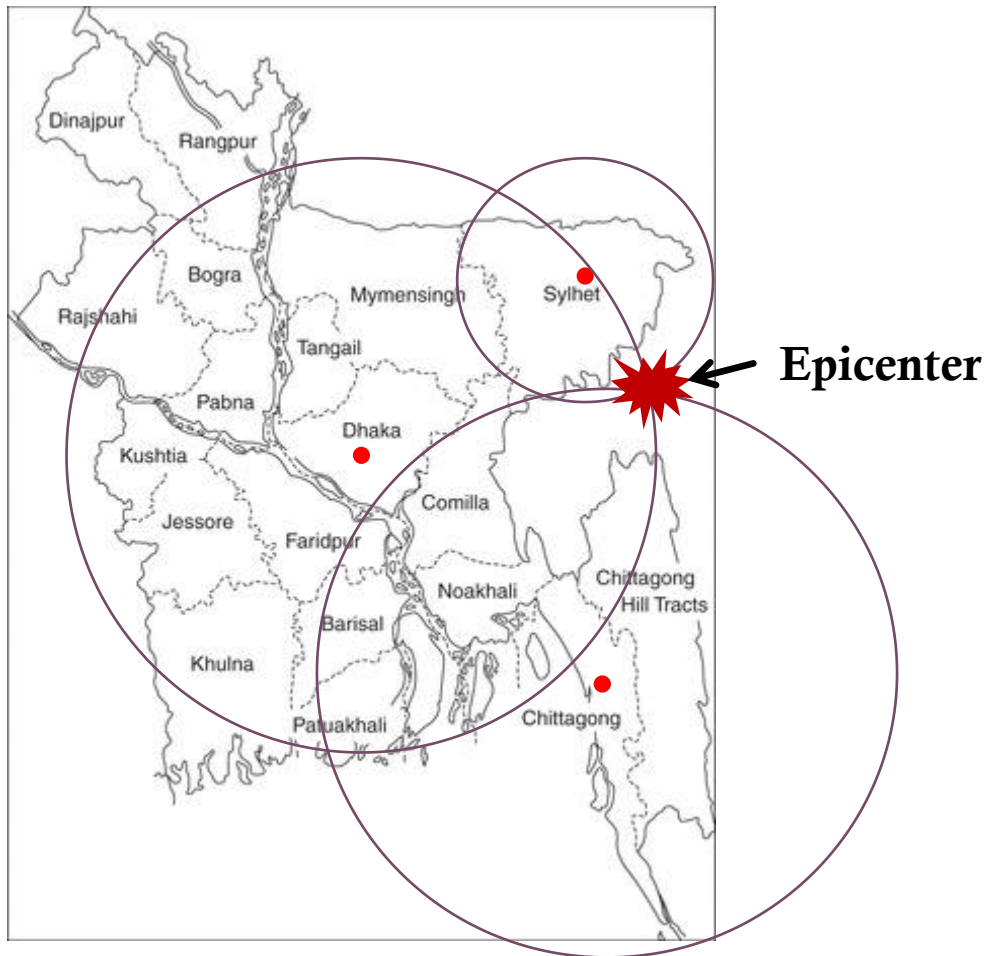 Dinajpur
Rangpur
Bogra
Mymensingh
Sylhet
Rajshahi
Tangail
Epicenter
Pabna
Dhaka
Kushtia
Comilla
Jessore
Faridpur
Noakhali
Chittagong
Hill Tracts
Barisal
Khulna
Chittagong
Patuakhali